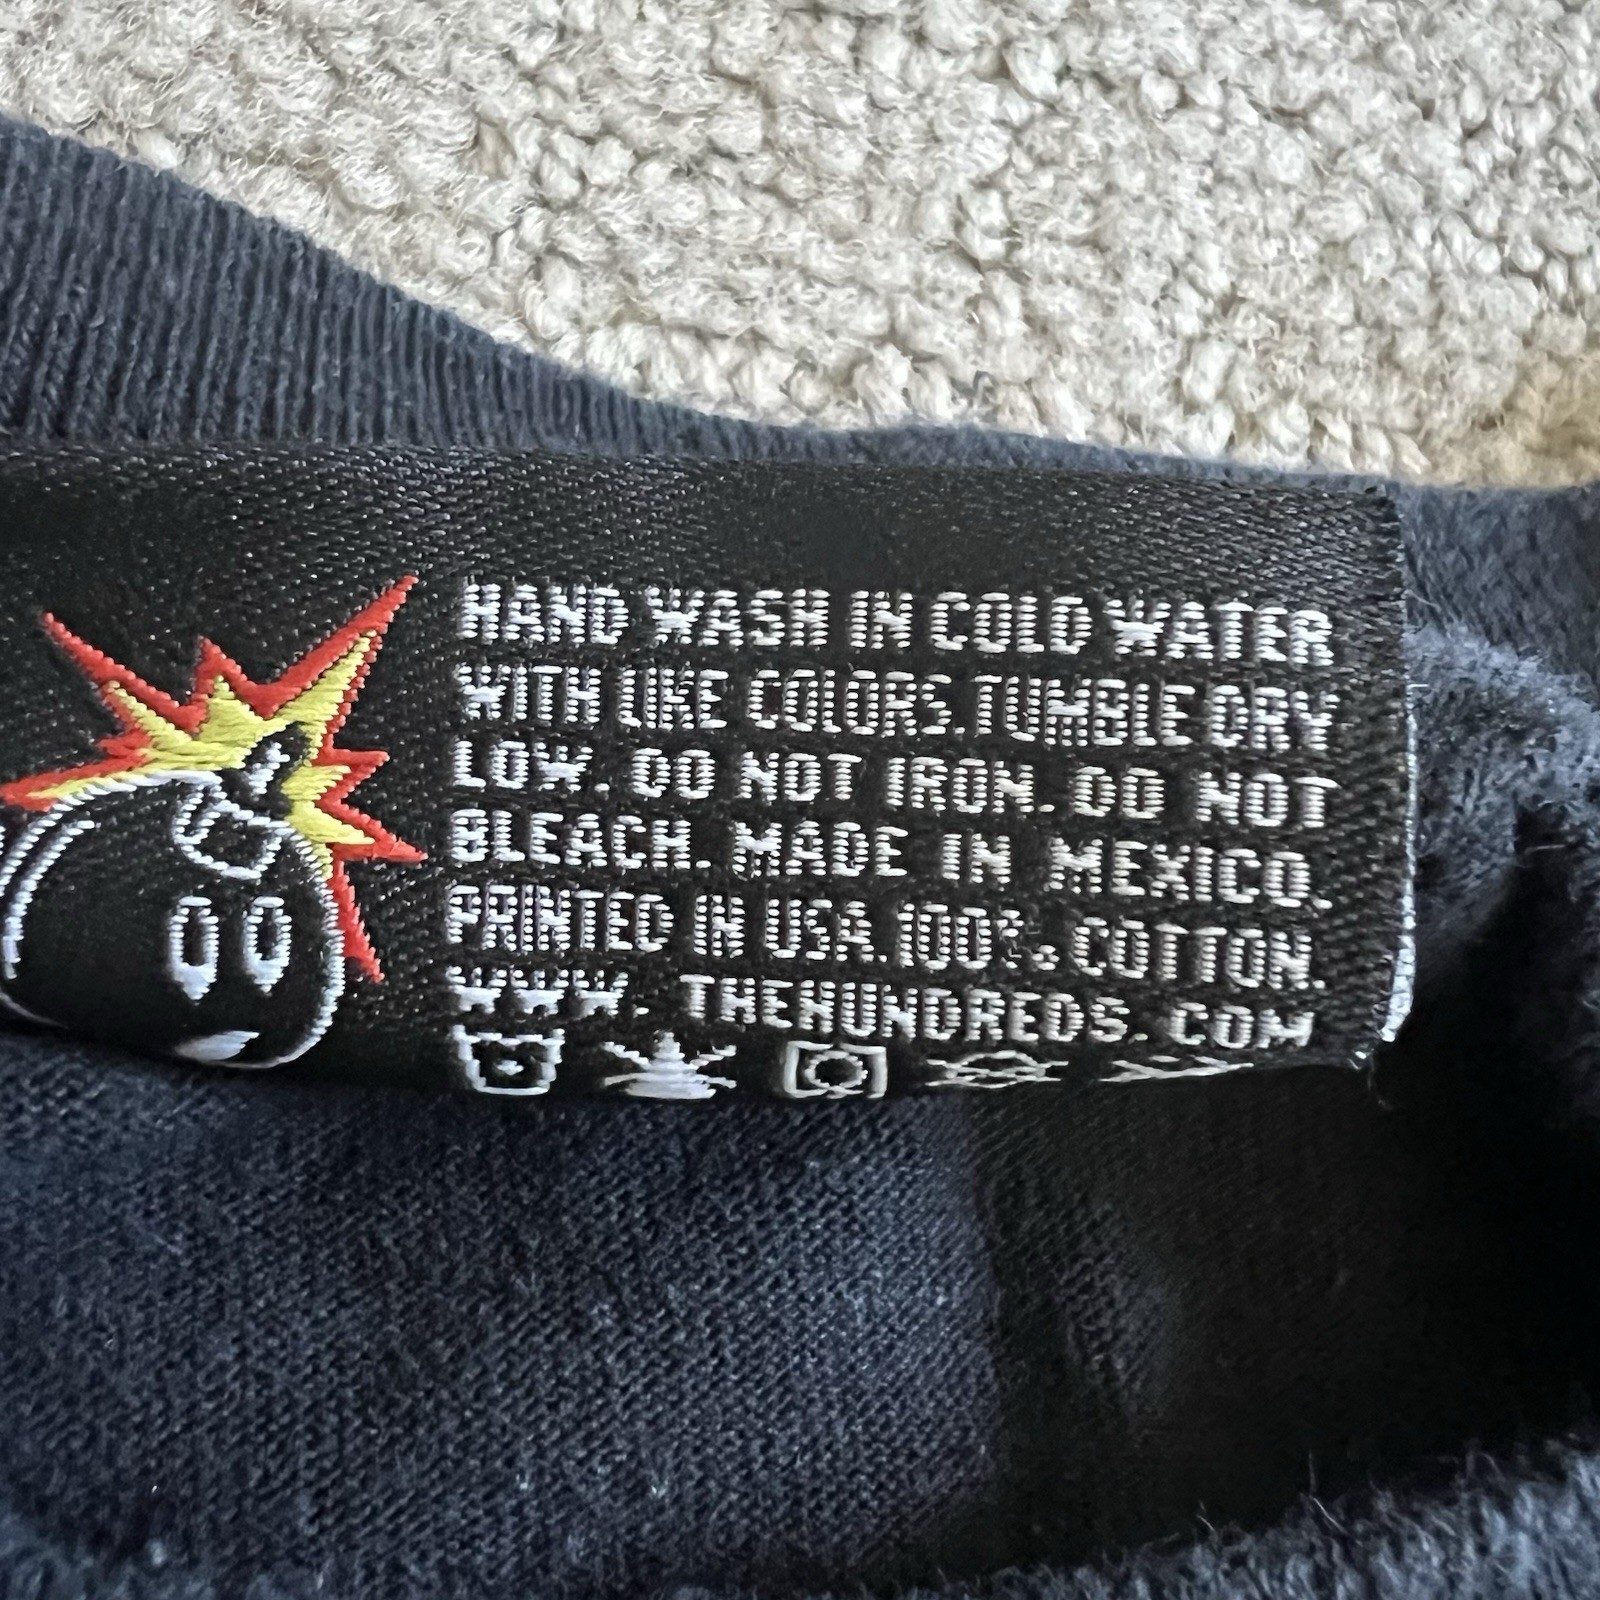 HAND WASH IN COLD WATER
WITH LIKE COLORS. TUMBLE DRY
LOW. DO NOT IRON. DO NOT
BLEACH. MADE IN MEXICO.
PRINTED IN USA. 100% COTTON.
WWW. THEHUNDREDS. COM